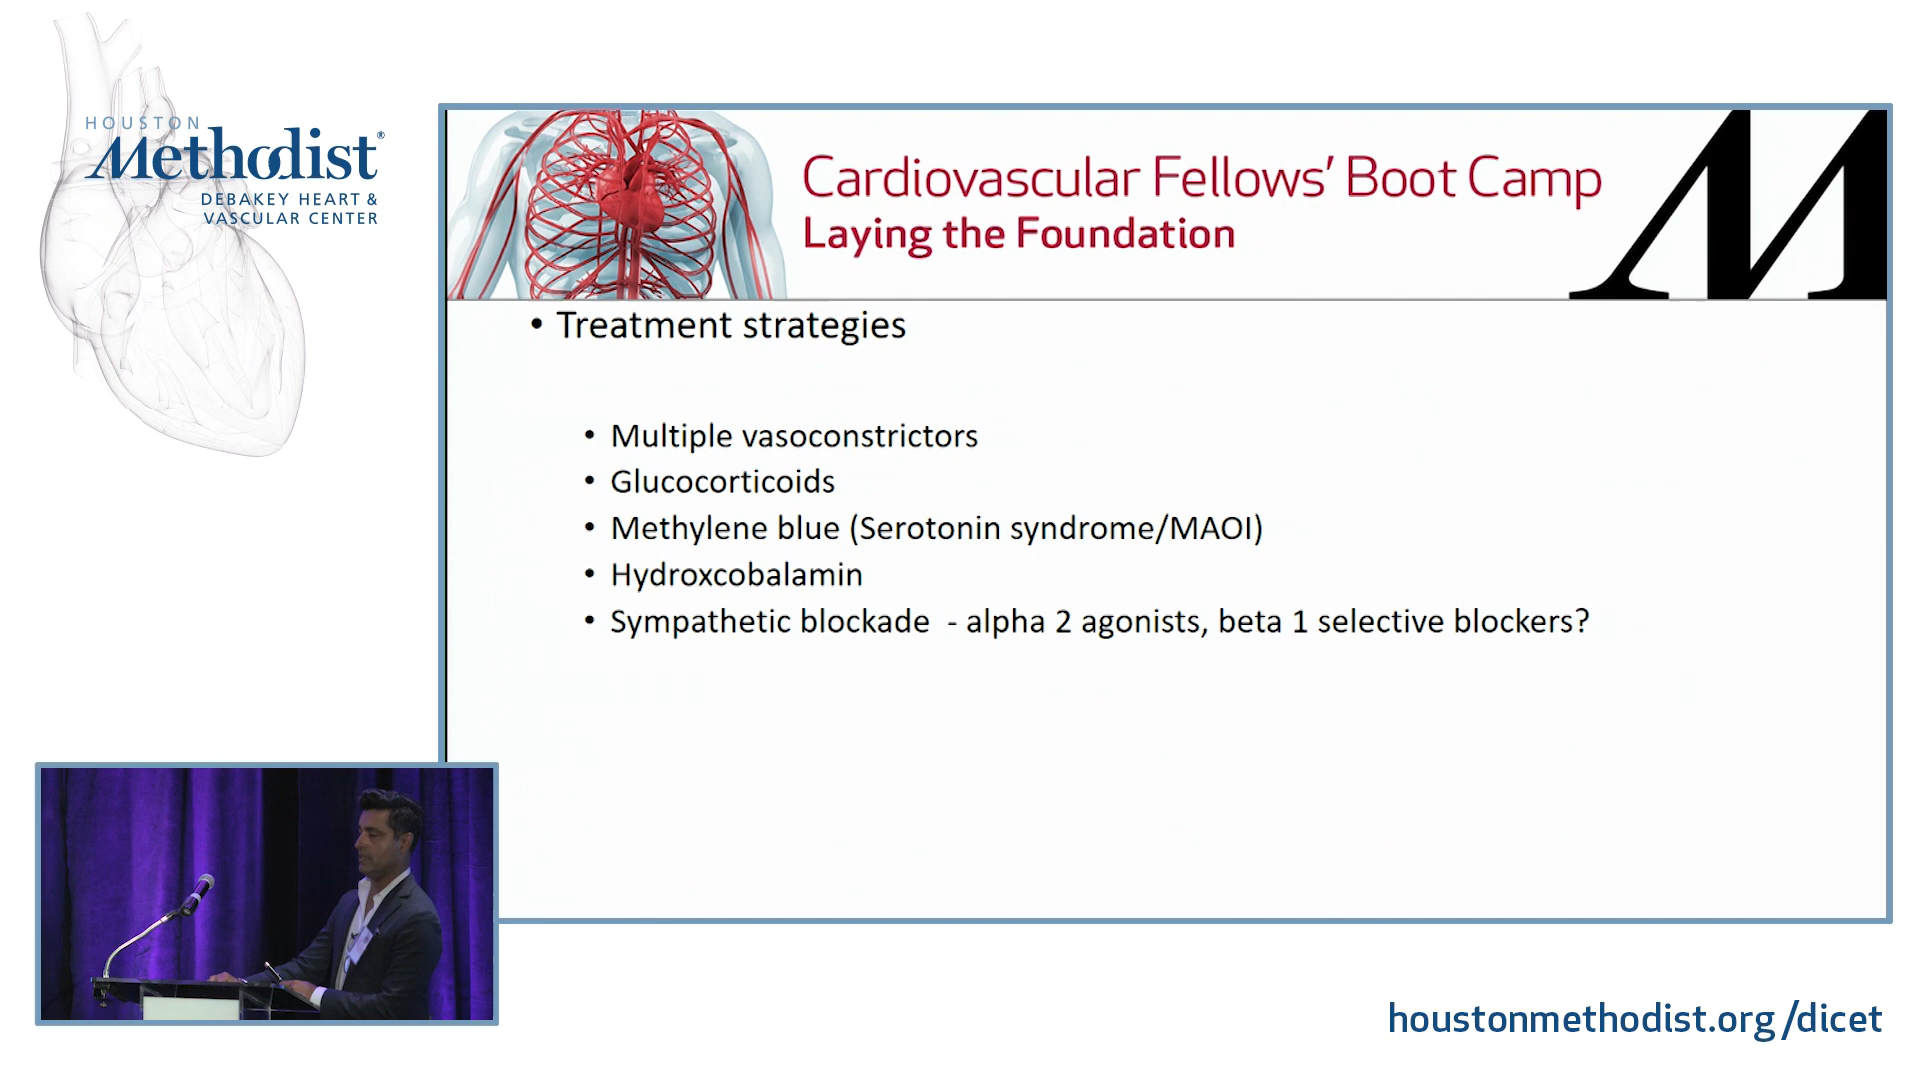 HOUSTON
Methodist®
DEBAKEY HEART &
VASCULAR CENTER
Cardiovascular Fellows’ Boot Camp
Laying the Foundation
M
• Treatment strategies
• Multiple vasoconstrictors
• Glucocorticoids
• Methylene blue (Serotonin syndrome/MAOI)
• Hydroxcobalamin
• Sympathetic blockade - alpha 2 agonists, beta 1 selective blockers?
houstonmethodist.org/dicet